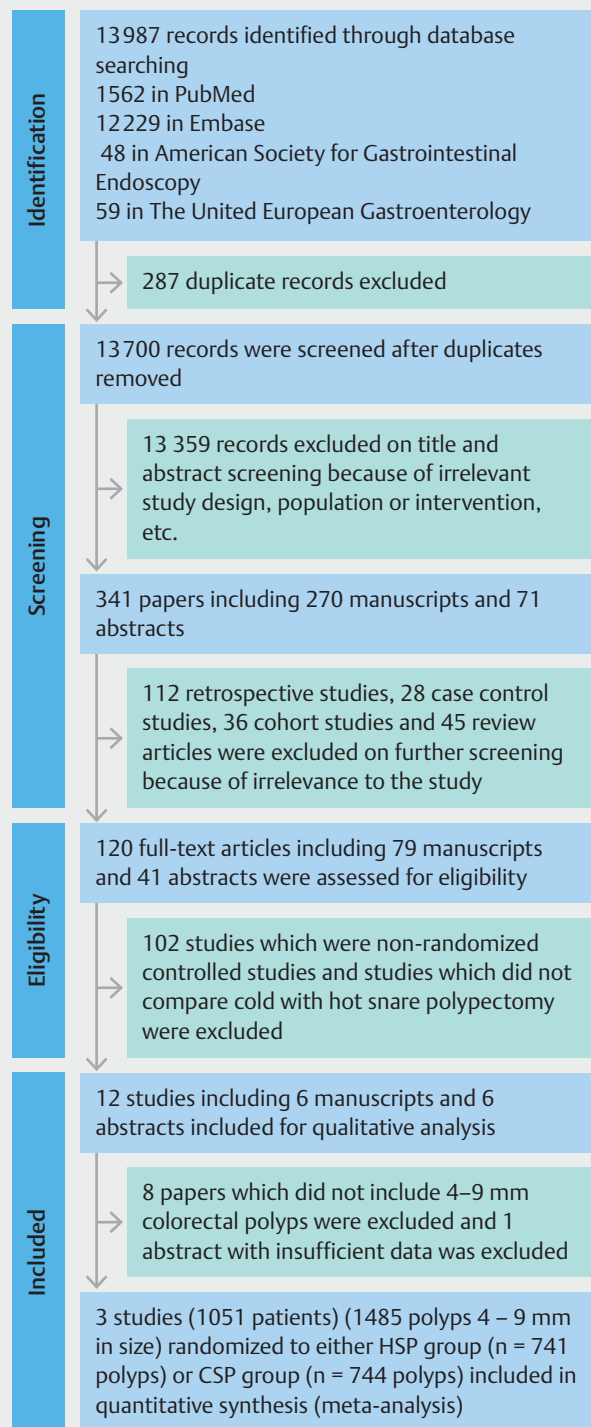 Identification
13 987 records identified through database
searching
1562 in PubMed
12 229 in Embase
48 in American Society for Gastrointestinal
Endoscopy
59 in The United European Gastroenterology
287 duplicate records excluded
Screening
13 700 records were screened after duplicates
removed
13 359 records excluded on title and
abstract screening because of irrelevant
study design, population or intervention,
etc.
341 papers including 270 manuscripts and 71
abstracts
112 retrospective studies, 28 case control
studies, 36 cohort studies and 45 review
articles were excluded on further screening
because of irrelevance to the study
Eligibility
120 full-text articles including 79 manuscripts
and 41 abstracts were assessed for eligibility
102 studies which were non-randomized
controlled studies and studies which did not
compare cold with hot snare polypectomy
were excluded
Included
12 studies including 6 manuscripts and 6
abstracts included for qualitative analysis
8 papers which did not include 4–9 mm
colorectal polyps were excluded and 1
abstract with insufficient data was excluded
3 studies (1051 patients) (1485 polyps 4 – 9 mm
in size) randomized to either HSP group (n = 741
polyps) or CSP group (n = 744 polyps) included in
quantitative synthesis (meta-analysis)